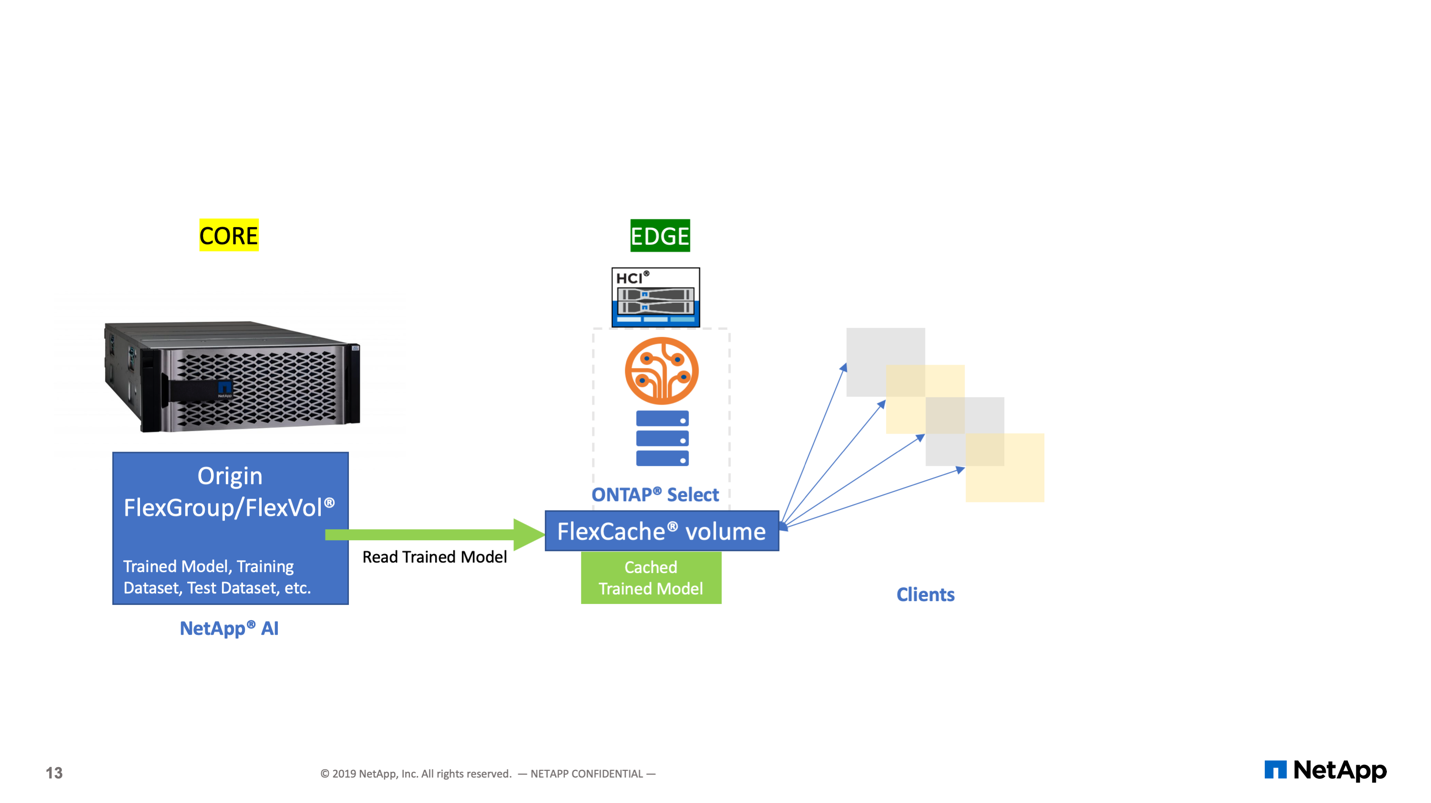 CORE
EDGE
HCI®
NetApp
Origin
FlexGroup/FlexVol®
Trained Model, Training
Dataset, Test Dataset, etc.
NetApp® AI
Read Trained Model
ONTAP® Select
FlexCache® volume
Cached
Trained Model
Clients
13
© 2019 NetApp, Inc. All rights reserved. — NETAPP CONFIDENTIAL —
NetApp